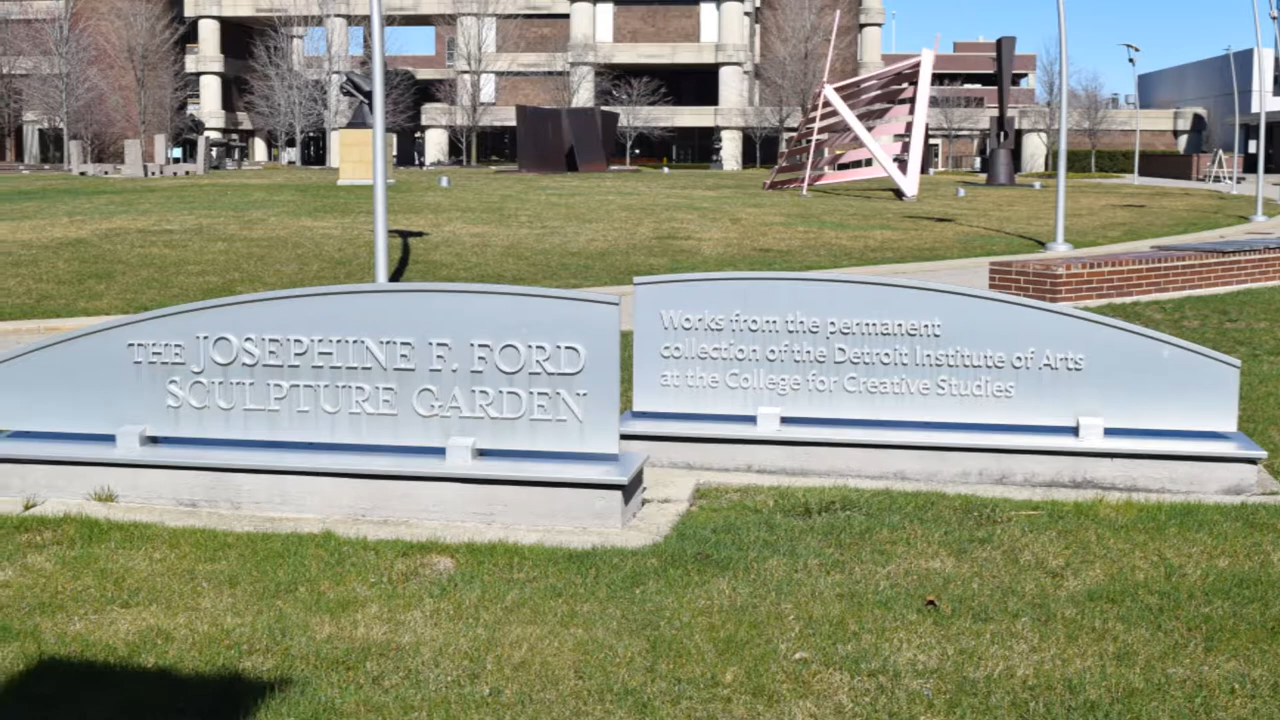 THE JOSEPHINE F. FORD
SCULPTURE GARDEN
Works from the permanent
collection of the Detroit Institute of Arts
at the College for Creative Studies